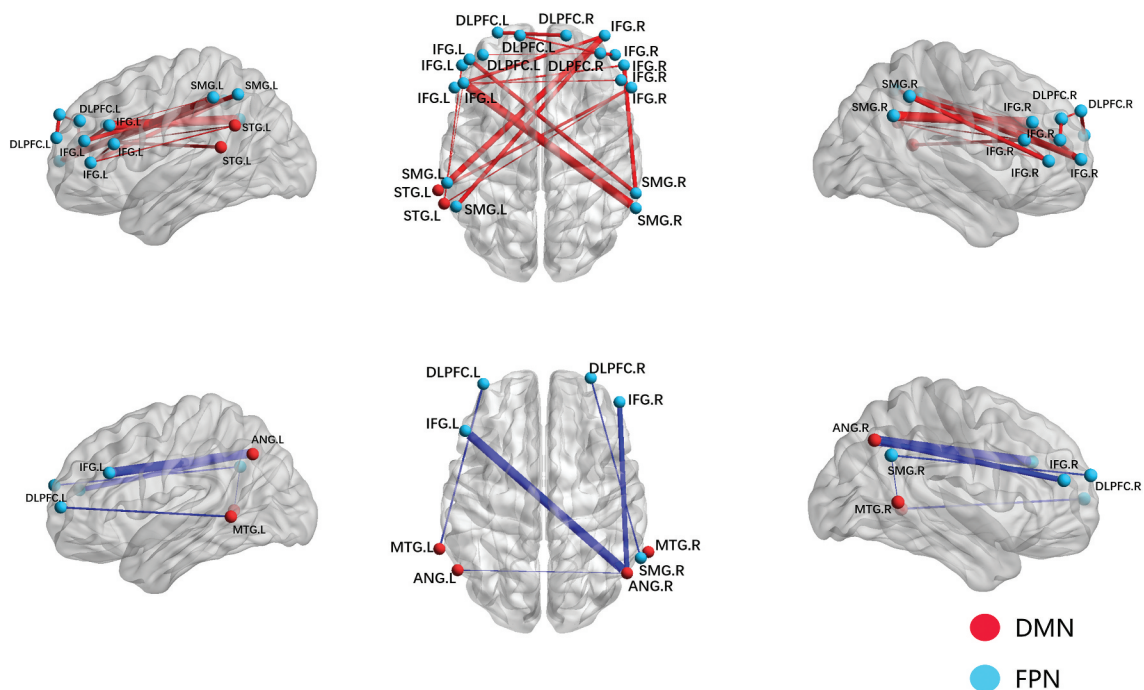 DLPFC.L
DLPFC.L
SMG.L
SMG.L
IFG.L
IFG.L
IFG.L
IFG.L
STG.L
STG.L
DLPFC.L
DLPFC.R
IFG.R
IFG.L
DLPFC.L
IFG.R
IFG.L
DLPFC.L
DLPFC.R
IFG.R
IFG.R
IFG.L
IFG.L
IFG.R
SMG.L
STG.L
STG.L
SMG.L
SMG.R
SMG.R
SMG.R
SMG.R
DLPFC.R
DLPFC.R
IFG.R
IFG.R
IFG.R
IFG.R
IFG.R
ANG.L
IFG.L
DLPFC.L
MTG.L
DLPFC.L
DLPFC.R
IFG.R
IFG.L
MTG.L
MTG.R
SMG.R
ANG.L
ANG.R
ANG.R
SMG.R
IFG.R
DLPFC.R
MTG.R
DMN
FPN